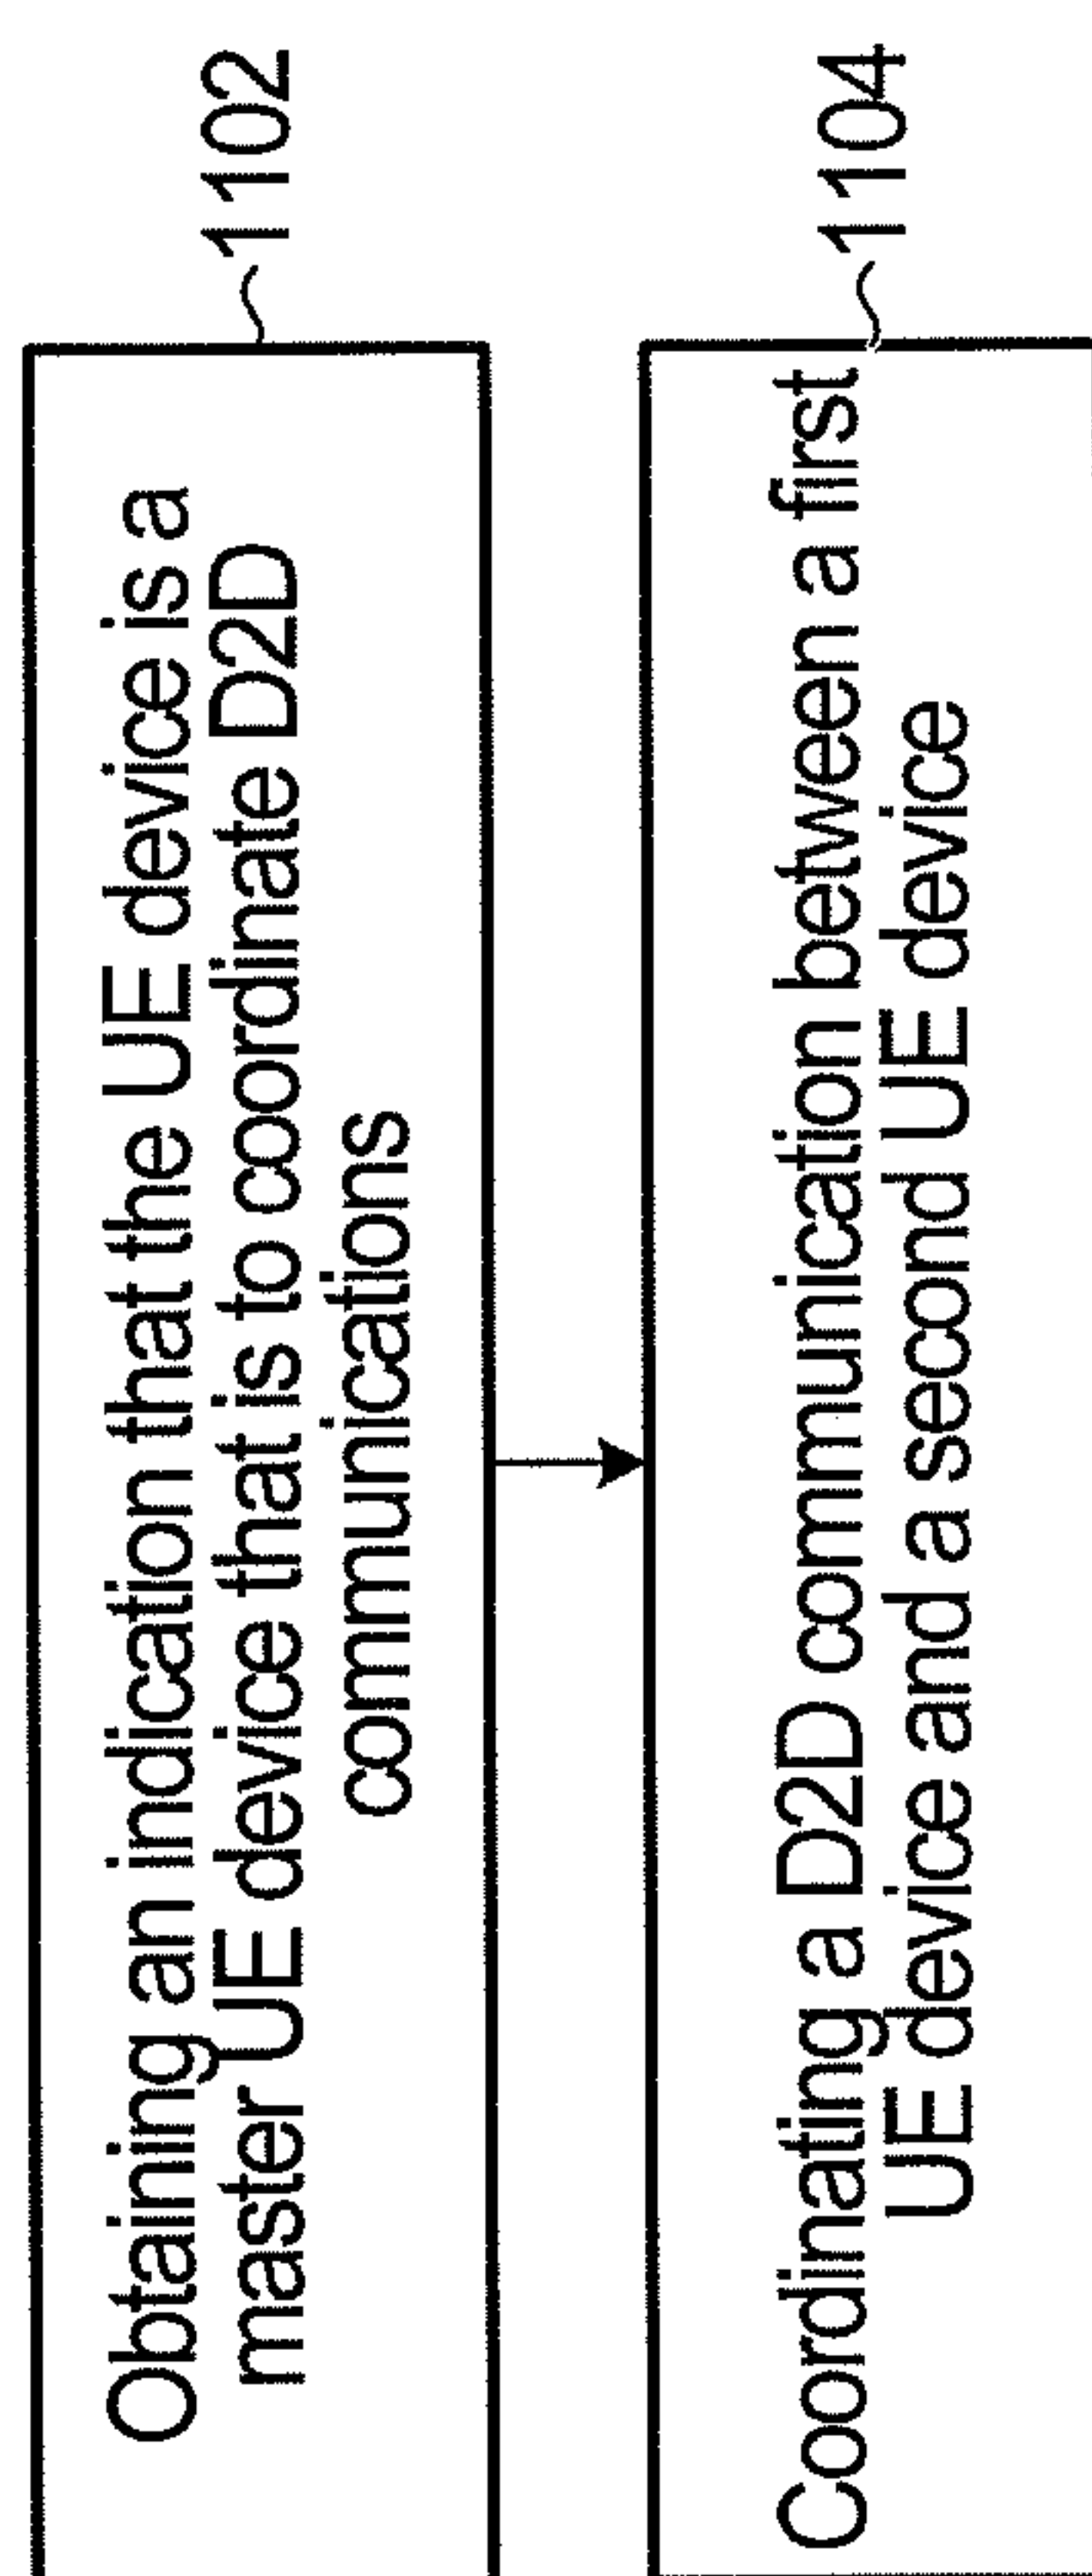 Obtaining an indication that the UE device is a
master UE device that is to coordinate D2D
communications
1102
Coordinating a D2D communication between a first
UE device and a second UE device
1104